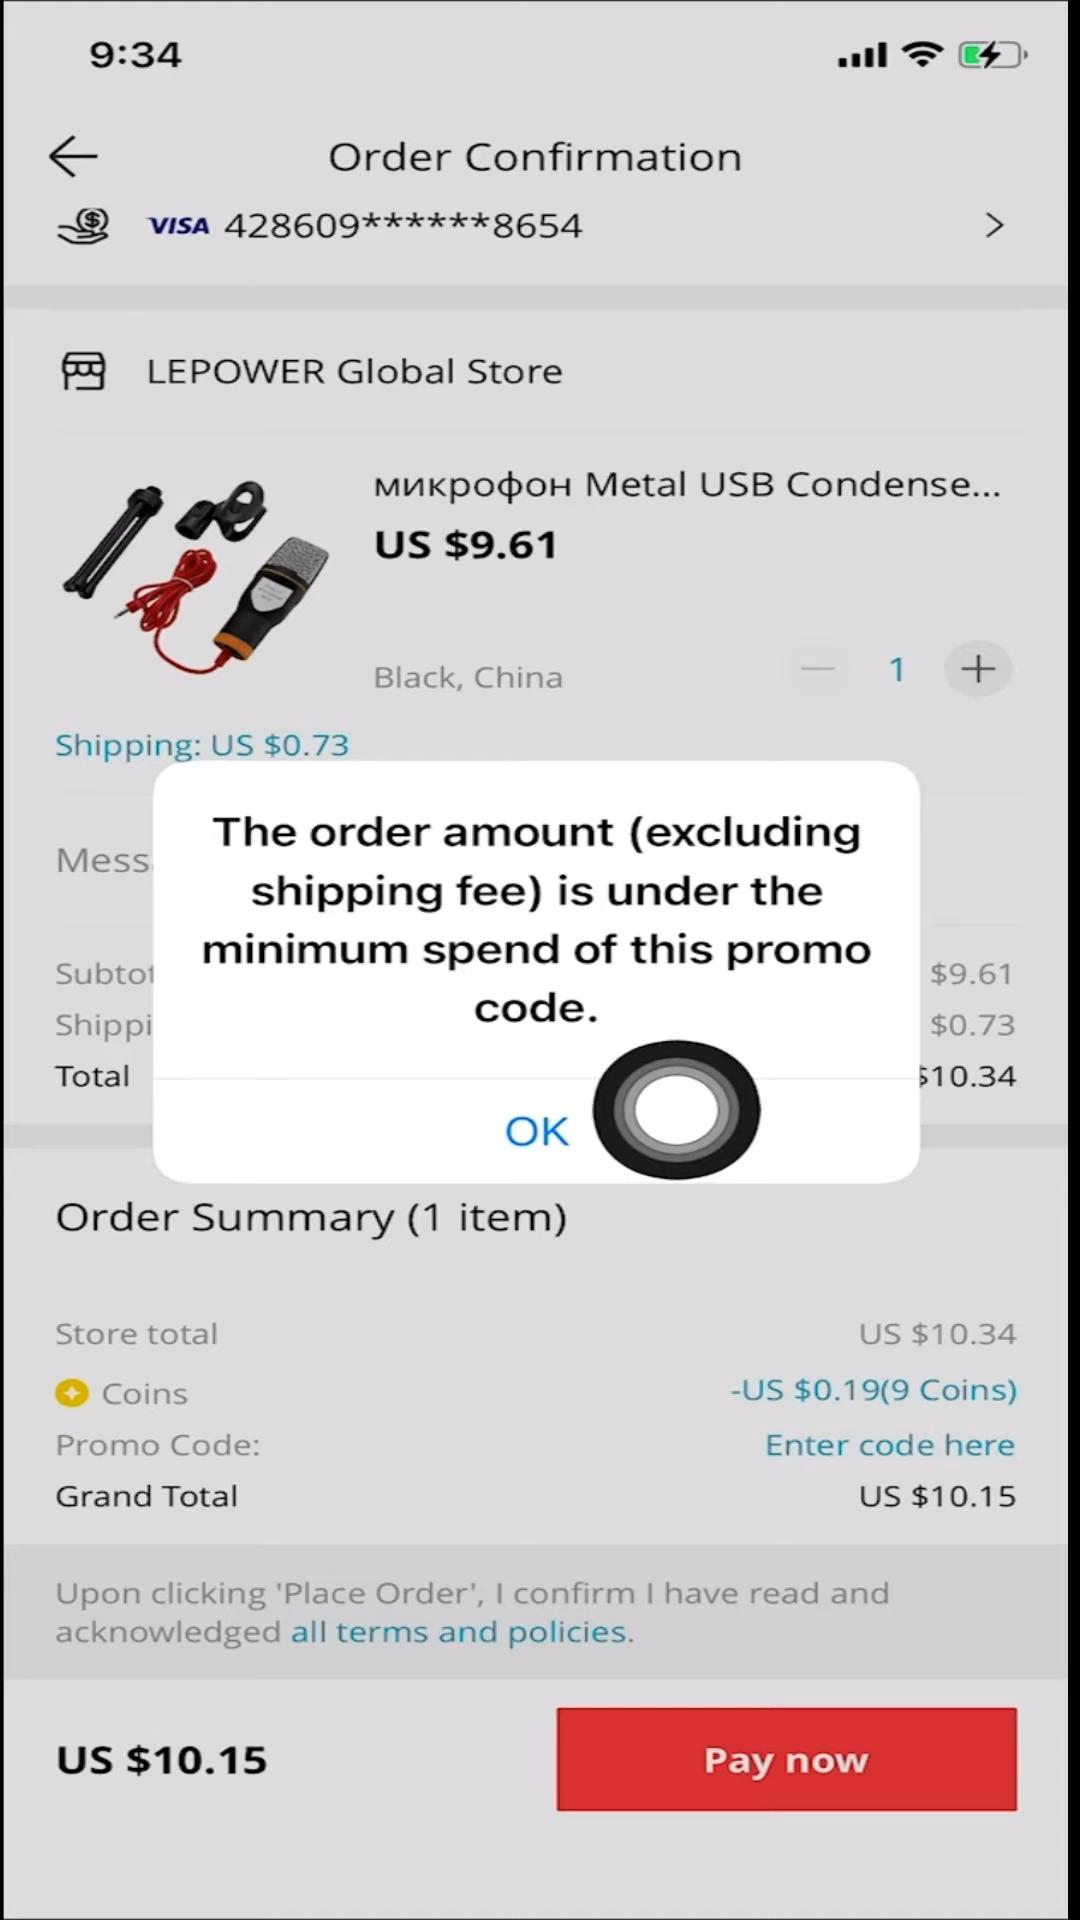 9:34
Order Confirmation
VISA 428609******8654
LEPOWER Global Store
микрофон Metal USB Condense...
US $9.61
Black, China
1
Shipping: US $0.73
The order amount (excluding
shipping fee) is under the
minimum spend of this promo
code.
OK
Mess
Subtot $9.61
Shippi $0.73
Total $10.34
Order Summary (1 item)
Store total US $10.34
Coins -US $0.19(9 Coins)
Promo Code: Enter code here
Grand Total US $10.15
Upon clicking 'Place Order', I confirm I have read and
acknowledged all terms and policies.
US $10.15 Pay now